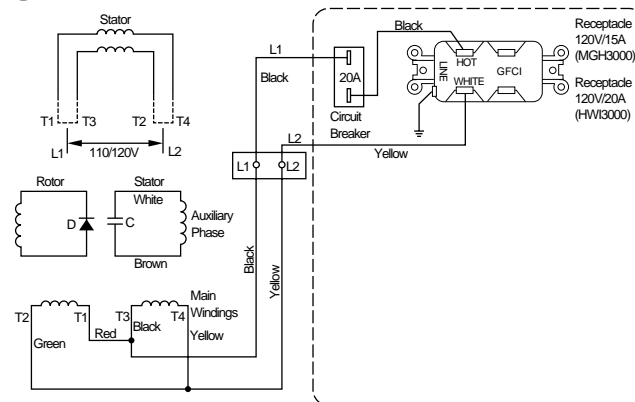 Stator
T1 T3 T2 T4
L1 110/120V L2
Rotor
D
Stator
White
C
Auxiliary
Phase
Brown
T2 T1
Green
Red
T3 T4
Black
Main
Windings
Yellow
L1
Black
20A
Circuit
Breaker
L2
Yellow
L1 L2
Black
Yellow
Black
HOT
LINE
GFCI
WHITE
Receptacle
120V/15A
(MGH3000)
Receptacle
120V/20A
(HWI3000)